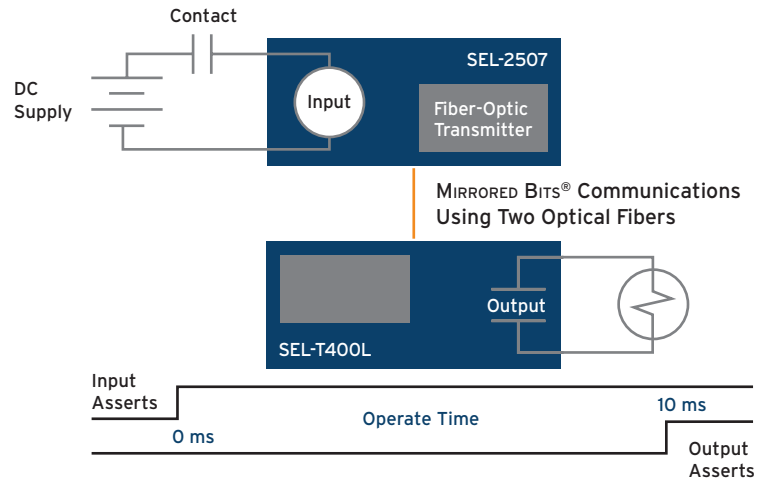 Contact
SEL-2507
DC
Supply
Input
Fiber-Optic
Transmitter
MIRRORED BITS® Communications
Using Two Optical Fibers
Output
SEL-T400L
Input
Asserts
0 ms
Operate Time
10 ms
Output
Asserts